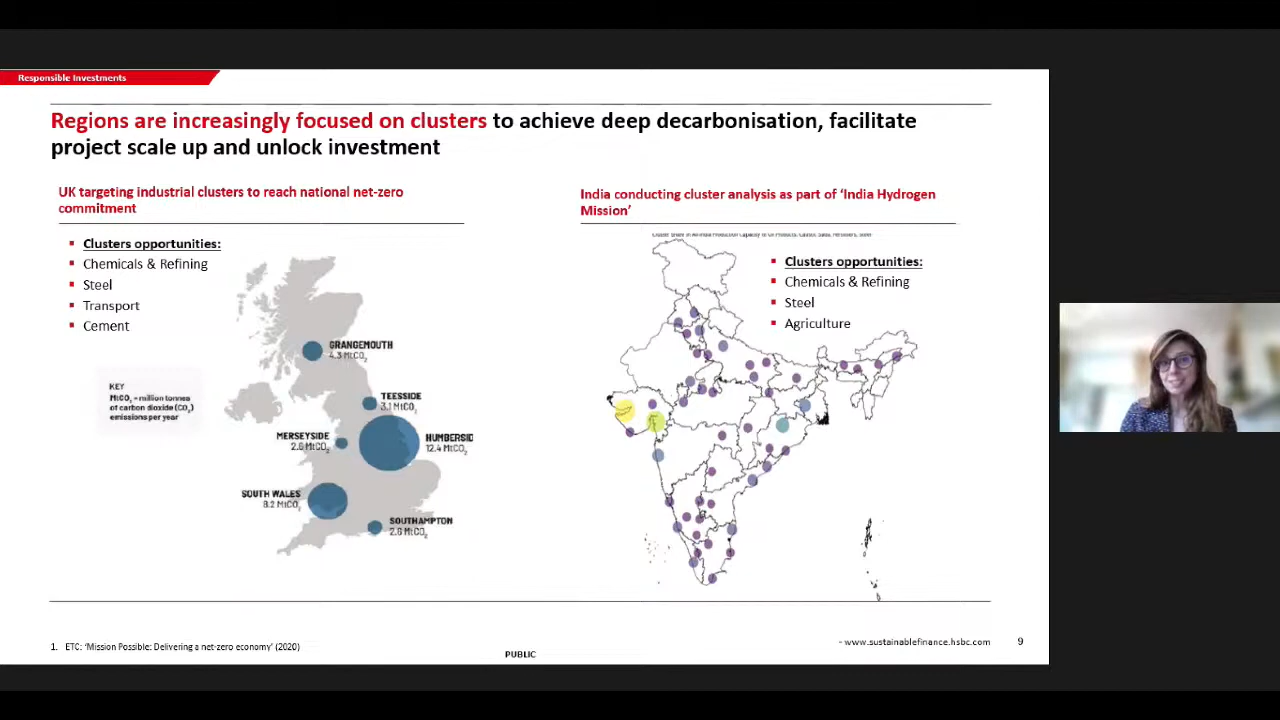 Responsible Investments
Regions are increasingly focused on clusters to achieve deep decarbonisation, facilitate
project scale up and unlock investment
UK targeting industrial clusters to reach national net-zero
commitment
Clusters opportunities:
Chemicals & Refining
Steel
Transport
Cement
KEY
MtCO₂ = million tonnes
of carbon dioxide (CO₂)
emissions per year
GRANGEMOUTH
4.3 MtCO₂
TEESSIDE
3.1 MtCO₂
MERSEYSIDE
2.6 MtCO₂
HUMBERSID
12.4 MtCO₂
SOUTH WALES
8.2 MtCO₂
SOUTHAMPTON
2.6 MtCO₂
India conducting cluster analysis as part of ‘India Hydrogen
Mission’
Clusters opportunities:
Chemicals & Refining
Steel
Agriculture
1. ETC: ‘Mission Possible: Delivering a net-zero economy’ (2020)
PUBLIC
- www.sustainablefinance.hsbc.com
9